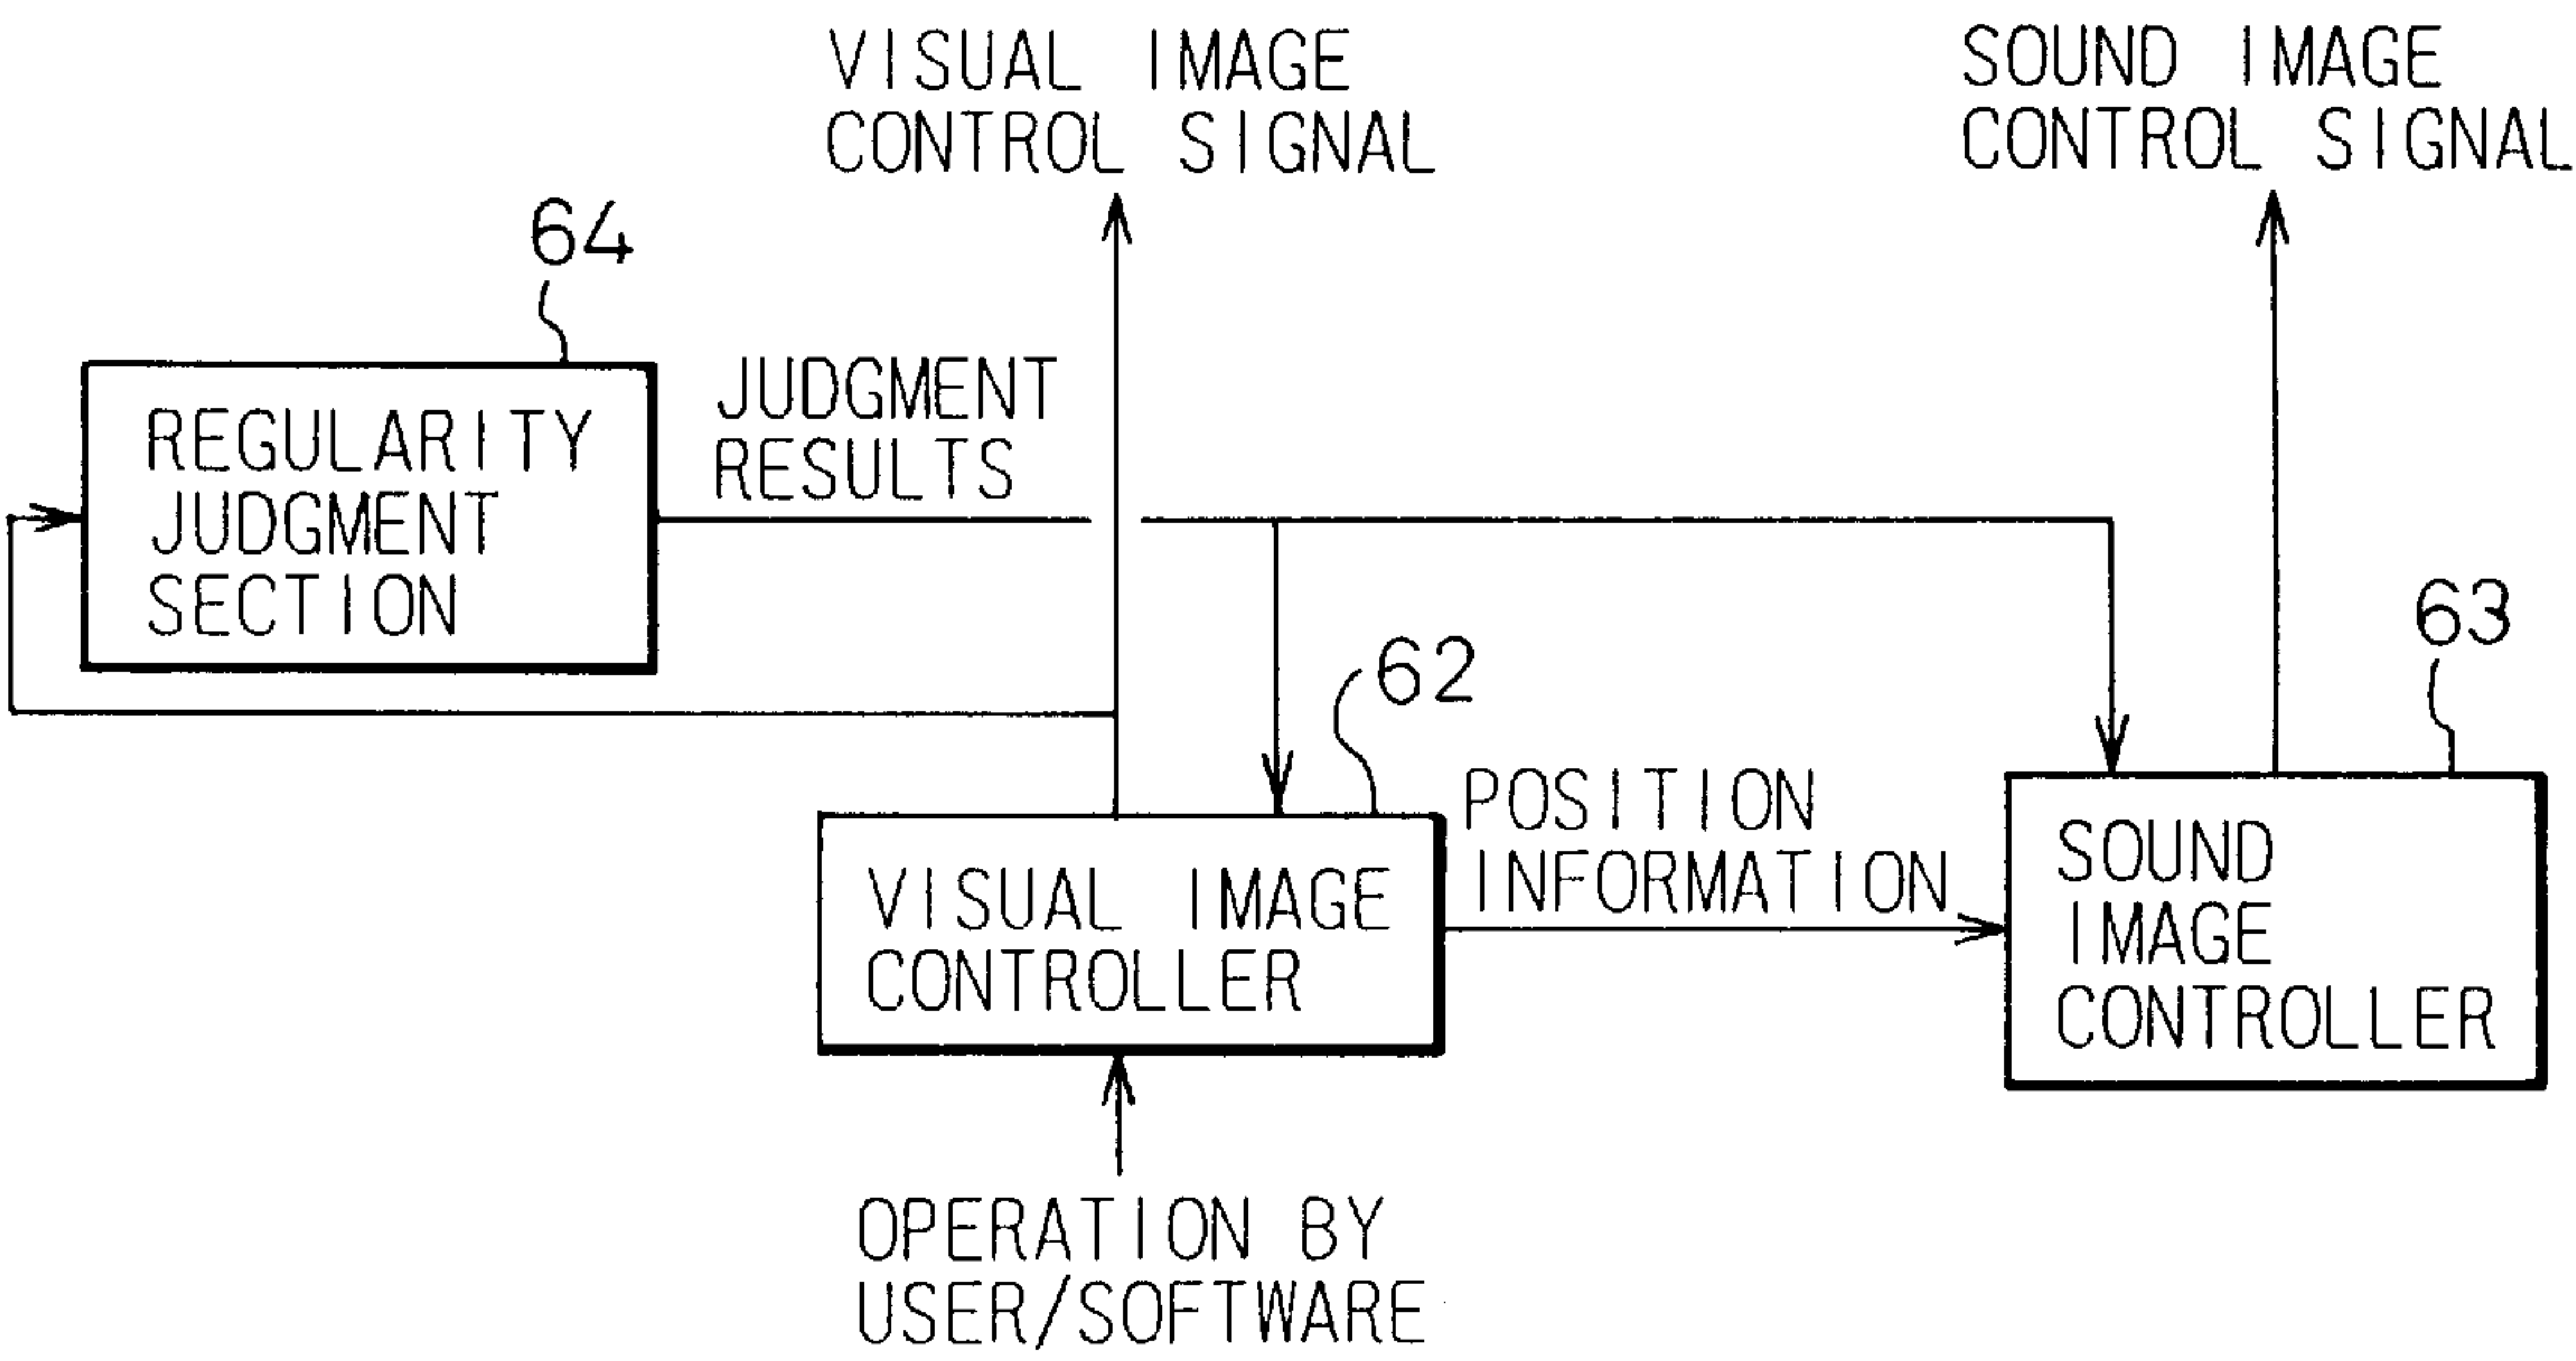 VISUAL IMAGE
CONTROL SIGNAL
SOUND IMAGE
CONTROL SIGNAL
64
REGULARITY
JUDGMENT
SECTION
JUDGMENT
RESULTS
62
63
VISUAL IMAGE
CONTROLLER
POSITION
INFORMATION
SOUND
IMAGE
CONTROLLER
OPERATION BY
USER/SOFTWARE